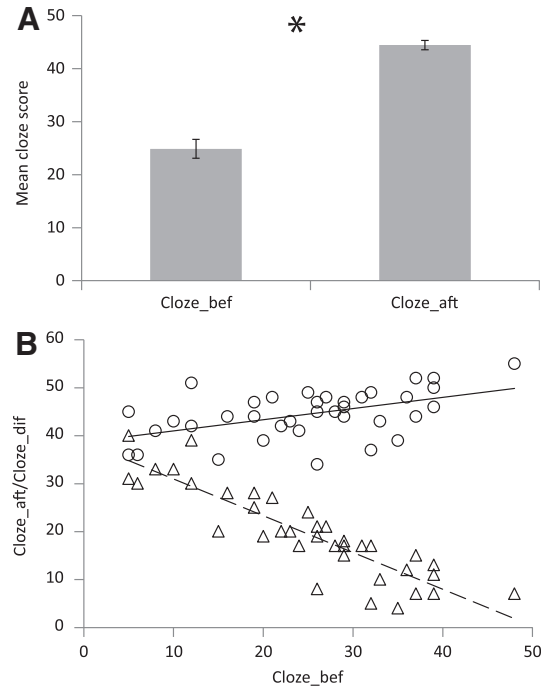 A
50
*
40
30
20
10
0
Mean cloze score
Cloze_bef Cloze_aft
B
60
50
40
30
20
10
0
Cloze_aft/Cloze_dif
0 10 20 30 40 50
Cloze_bef